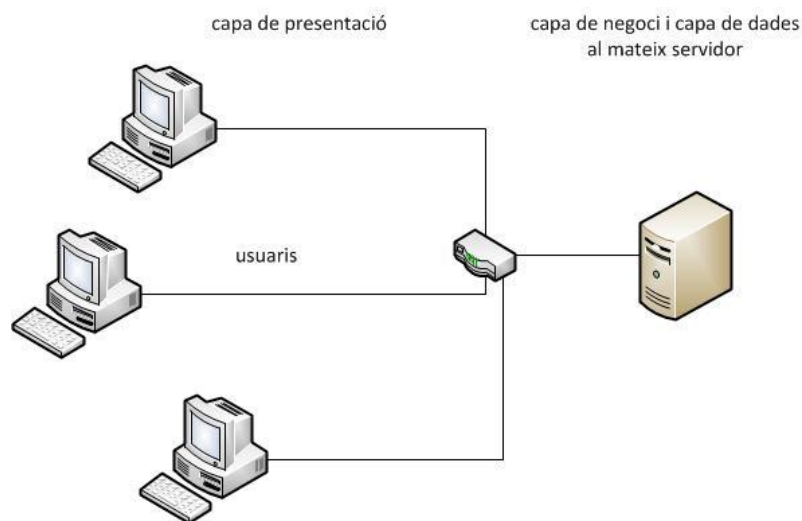 capa de presentació
capa de negoci i capa de dades
al mateix servidor
usuaris